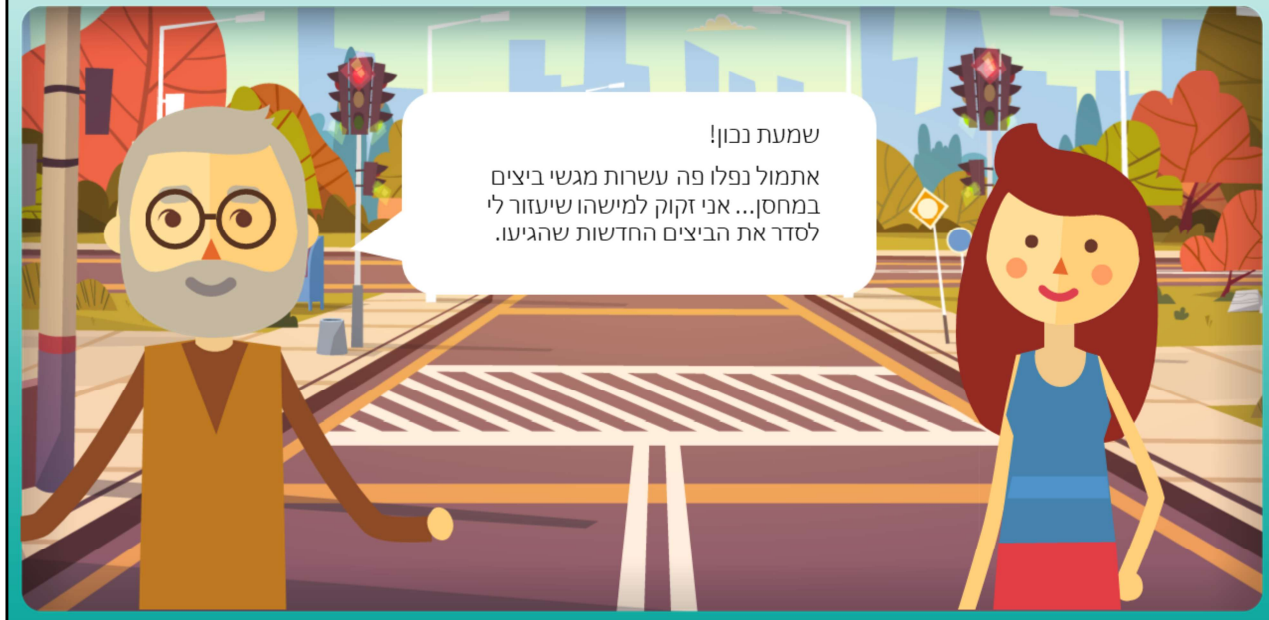 שמעת נכון!
אתמול נפלו פה עשרות מגשי ביצים
במחסן... אני זקוק למישהו שיעזור לי
לסדר את הביצים החדשות שהגיעו.